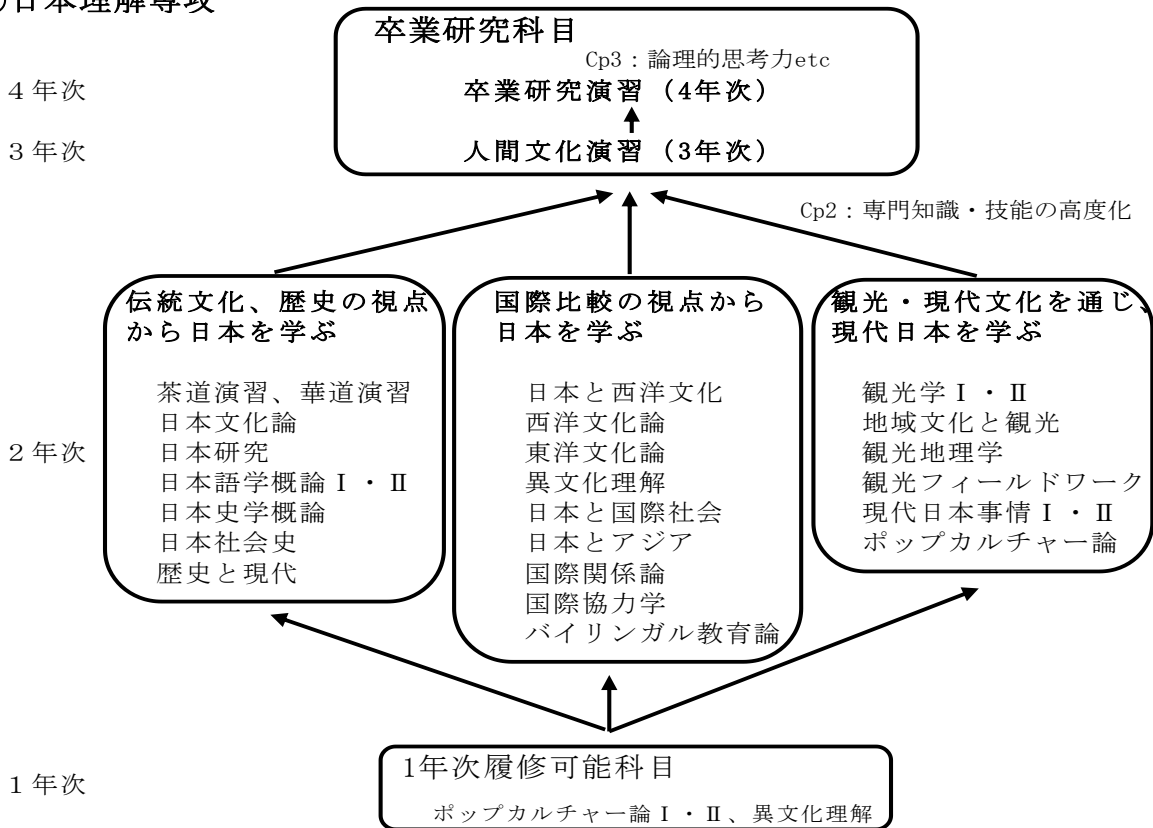 日本理解専攻
卒業研究科目
Cp3：論理的思考力etc
4年次
卒業研究演習（4年次）
3年次
人間文化演習（3年次）
Cp2：専門知識・技能の高度化
伝統文化、歴史の視点
から日本を学ぶ
茶道演習、華道演習
日本文化論
日本研究
日本語学概論Ⅰ・Ⅱ
日本史学概論
日本社会史
歴史と現代
国際比較の視点から
日本を学ぶ
日本と西洋文化
西洋文化論
東洋文化論
異文化理解
日本と国際社会
日本とアジア
国際関係論
国際協力学
バイリンガル教育論
観光・現代文化を通じ、
現代日本を学ぶ
観光学Ⅰ・Ⅱ
地域文化と観光
観光地理学
観光フィールドワーク
現代日本事情Ⅰ・Ⅱ
ポップカルチャー論
2年次
1年次
1年次履修可能科目
ポップカルチャー論Ⅰ・Ⅱ、異文化理解